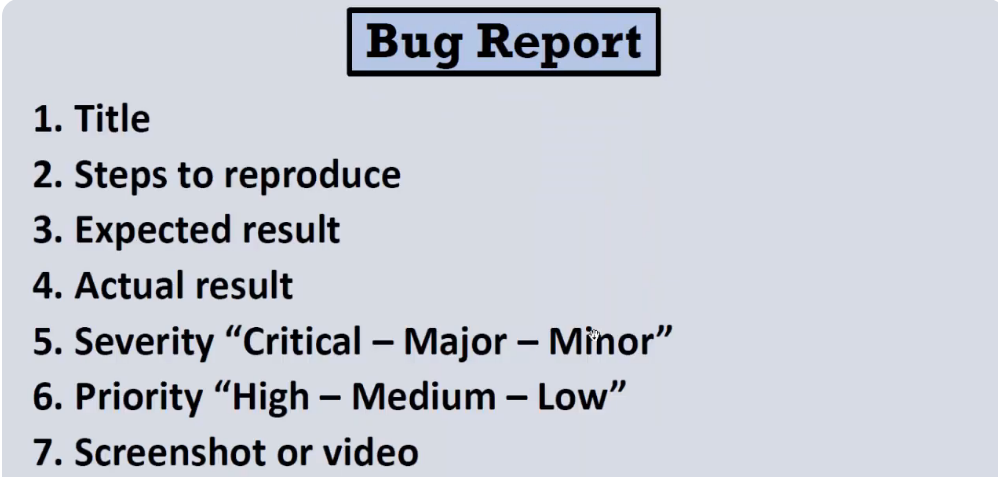 Bug Report
1. Title
2. Steps to reproduce
3. Expected result
4. Actual result
5. Severity “Critical – Major – Minor”
6. Priority “High – Medium – Low”
7. Screenshot or video